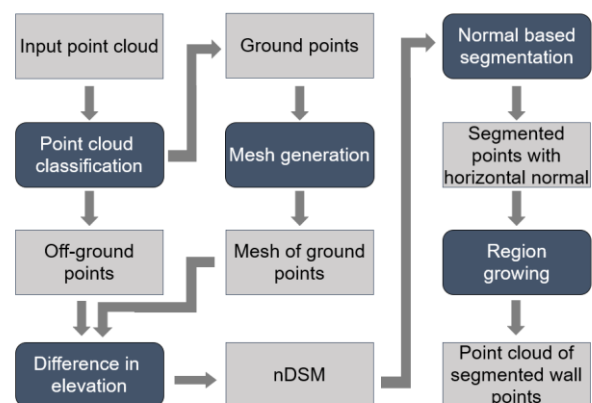 Input point cloud
Point cloud
classification
Off-ground
points
Difference in
elevation
Ground points
Mesh generation
Mesh of ground
points
nDSM
Normal based
segmentation
Segmented
points with
horizontal normal
Region
growing
Point cloud of
segmented wall
points